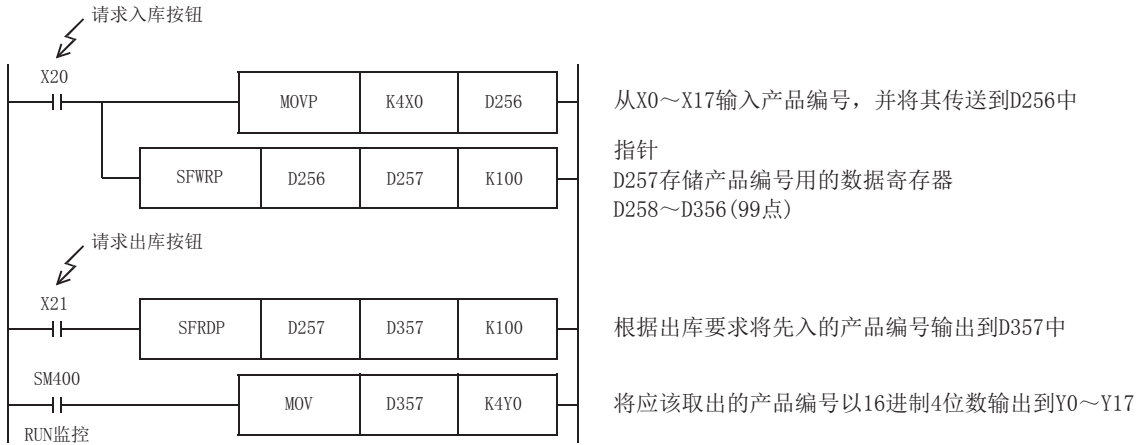 请求入库按钮
X20
MOVP K4X0 D256
从X0～X17输入产品编号，并将其传送到D256中
SFWRP D256 D257 K100
指针
D257存储产品编号用的数据寄存器
D258～D356(99点)
请求出库按钮
X21
SFRDP D257 D357 K100
根据出库要求将先入的产品编号输出到D357中
SM400
MOV D357 K4Y0
将应该取出的产品编号以16进制4位数输出到Y0～Y17
RUN监控